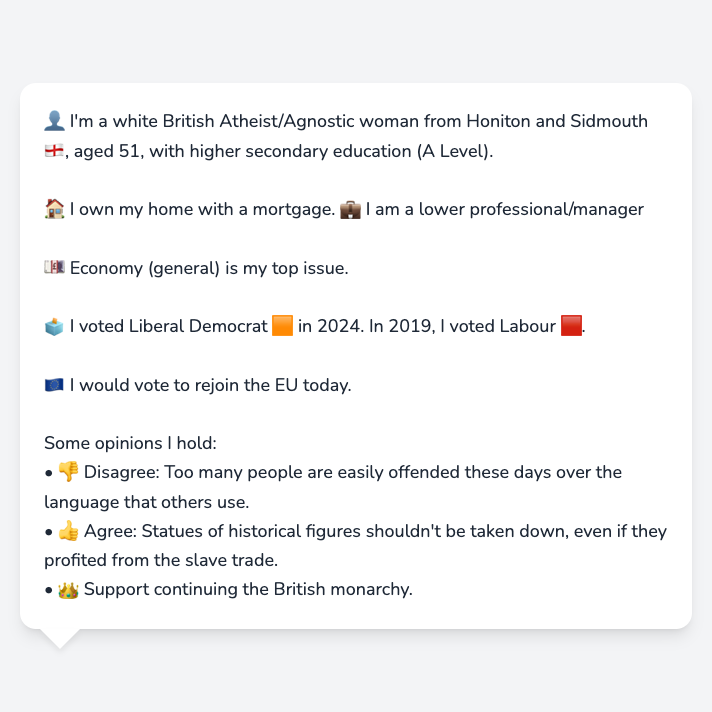 👤 I'm a white British Atheist/Agnostic woman from Honiton and Sidmouth
🏴󠁧󠁢󠁥󠁮󠁧󠁿, aged 51, with higher secondary education (A Level).
🏠 I own my home with a mortgage. 💼 I am a lower professional/manager
💷 Economy (general) is my top issue.
🗳️ I voted Liberal Democrat 🟧 in 2024. In 2019, I voted Labour 🟥.
🇪🇺 I would vote to rejoin the EU today.
Some opinions I hold:
• 👎 Disagree: Too many people are easily offended these days over the
language that others use.
• 👍 Agree: Statues of historical figures shouldn't be taken down, even if they
profited from the slave trade.
• 👑 Support continuing the British monarchy.